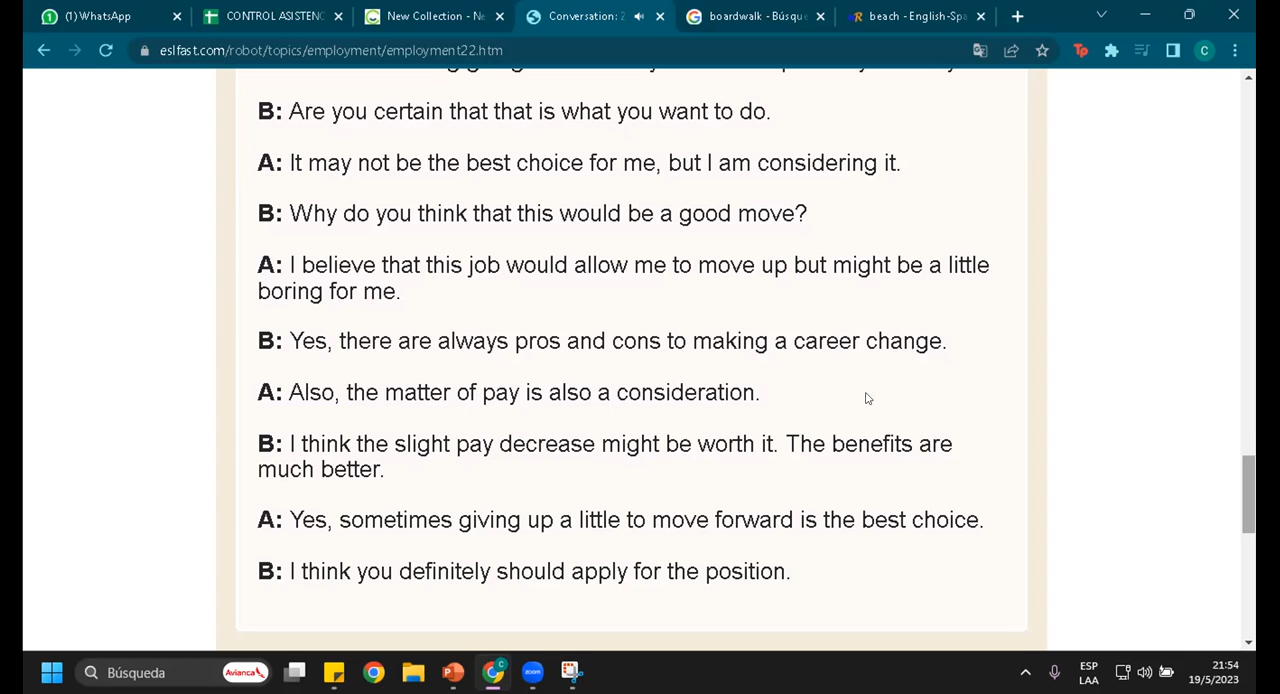 (1) WhatsApp
CONTROL ASISTENC
New Collection - Ne
Conversation: 2
boardwalk - Búsque
beach - English-Spa
eslfast.com/robot/topics/employment/employment22.htm
B: Are you certain that that is what you want to do.
A: It may not be the best choice for me, but I am considering it.
B: Why do you think that this would be a good move?
A: I believe that this job would allow me to move up but might be a little
boring for me.
B: Yes, there are always pros and cons to making a career change.
A: Also, the matter of pay is also a consideration.
B: I think the slight pay decrease might be worth it. The benefits are
much better.
A: Yes, sometimes giving up a little to move forward is the best choice.
B: I think you definitely should apply for the position.
Búsqueda
Avianca
zoom
ESP
LAA
21:54
19/5/2023